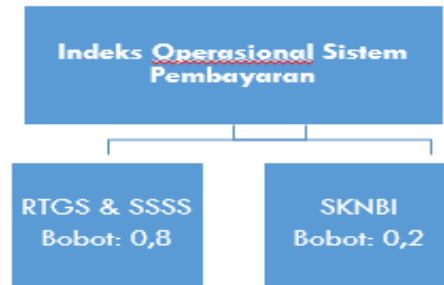 Indeks Operasional Sistem
Pembayaran
RTGS & SSSS
Bobot: 0,8
SKNBI
Bobot: 0,2